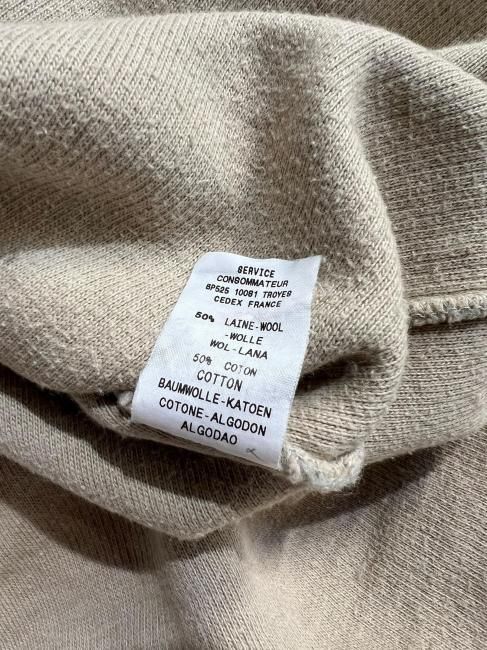 SERVICE
CONSOMMATEUR
BP525 10081 TROYES
CEDEX FRANCE
50% LAINE-WOOL
-WOLLE
WOL-LANA
50% COTON
COTTON
BAUMWOLLE-KATOEN
COTONE-ALGODON
ALGODAO